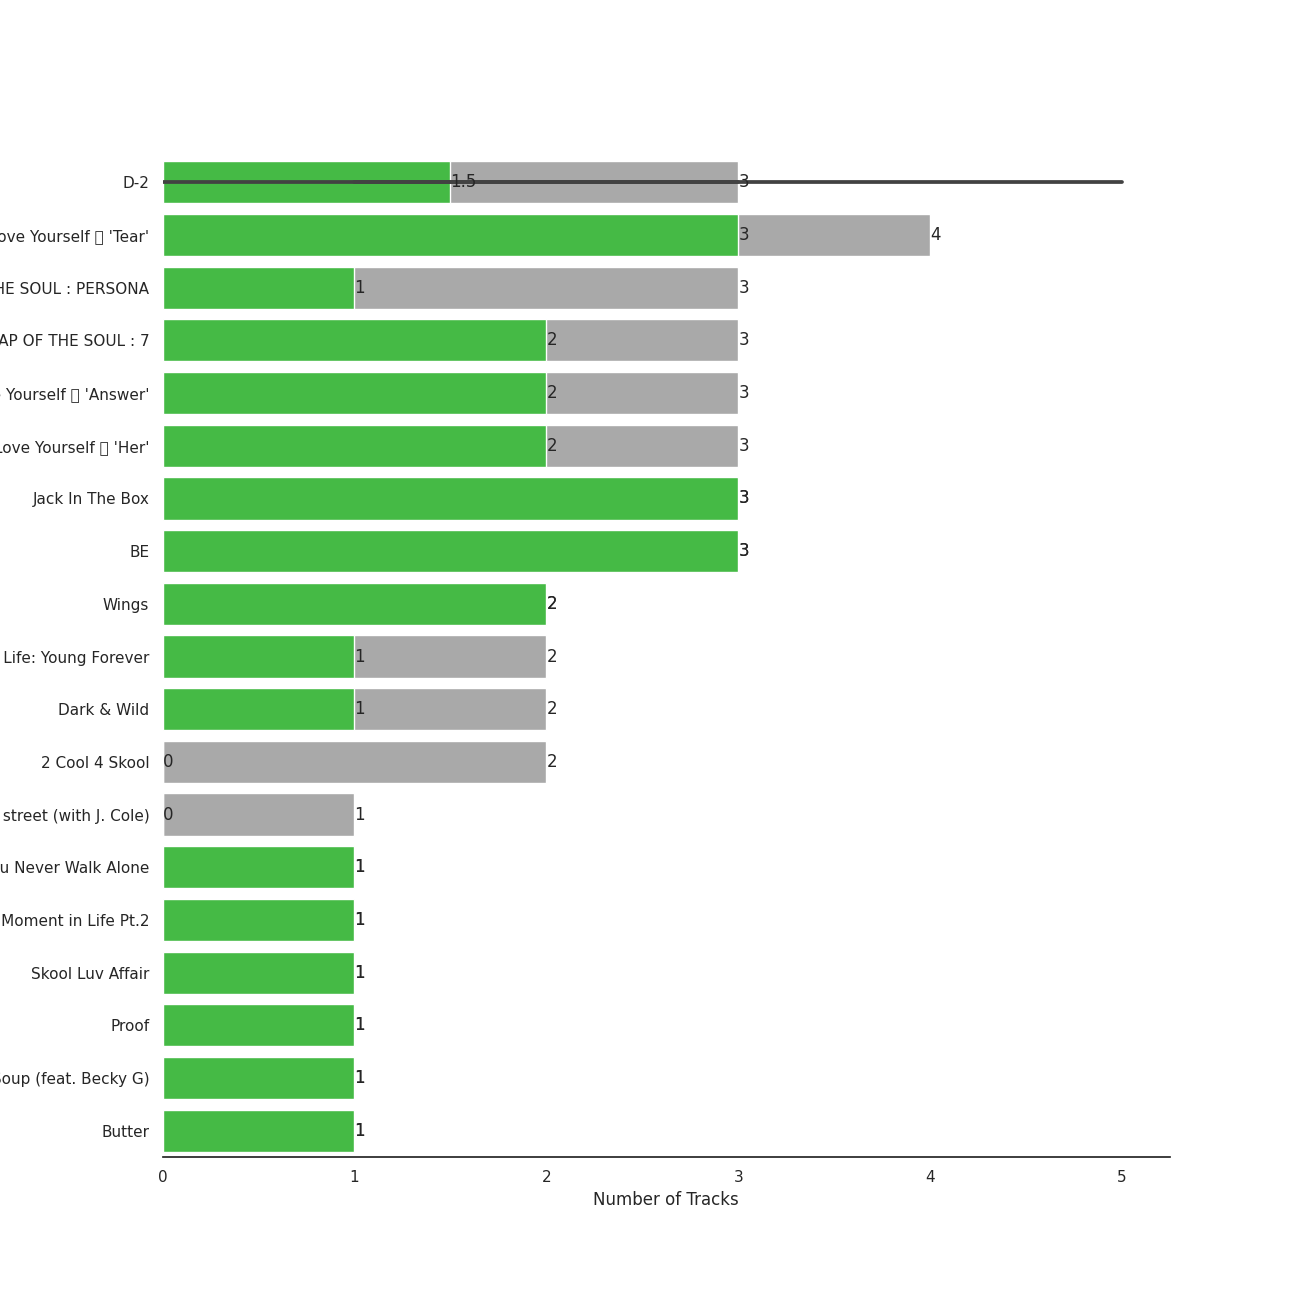 D-2 1.5 3
ove Yourself 'Tear' 3 4
HE SOUL : PERSONA 1 3
AP OF THE SOUL : 7 2 3
Yourself 'Answer' 2 3
Love Yourself 'Her' 2 3
Jack In The Box 3
BE 3
Wings 2
Life: Young Forever 1 2
Dark & Wild 1 2
2 Cool 4 Skool 0 2
street (with J. Cole) 0 1
u Never Walk Alone 1
Moment in Life Pt.2 1
Skool Luv Affair 1
Proof 1
Soup (feat. Becky G) 1
Butter 1
0 1 2 3 4 5
Number of Tracks